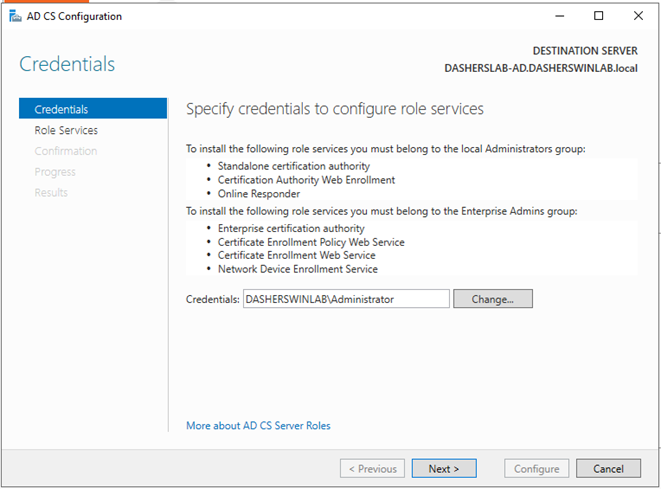 AD CS Configuration
Credentials
DESTINATION SERVER
DASHERSLAB-AD.DASHERSWINLAB.local
Credentials
Role Services
Confirmation
Progress
Results
Specify credentials to configure role services
To install the following role services you must belong to the local Administrators group:
• Standalone certification authority
• Certification Authority Web Enrollment
• Online Responder
To install the following role services you must belong to the Enterprise Admins group:
• Enterprise certification authority
• Certificate Enrollment Policy Web Service
• Certificate Enrollment Web Service
• Network Device Enrollment Service
Credentials: DASHERSWINLAB\Administrator Change...
More about AD CS Server Roles
< Previous Next > Configure Cancel